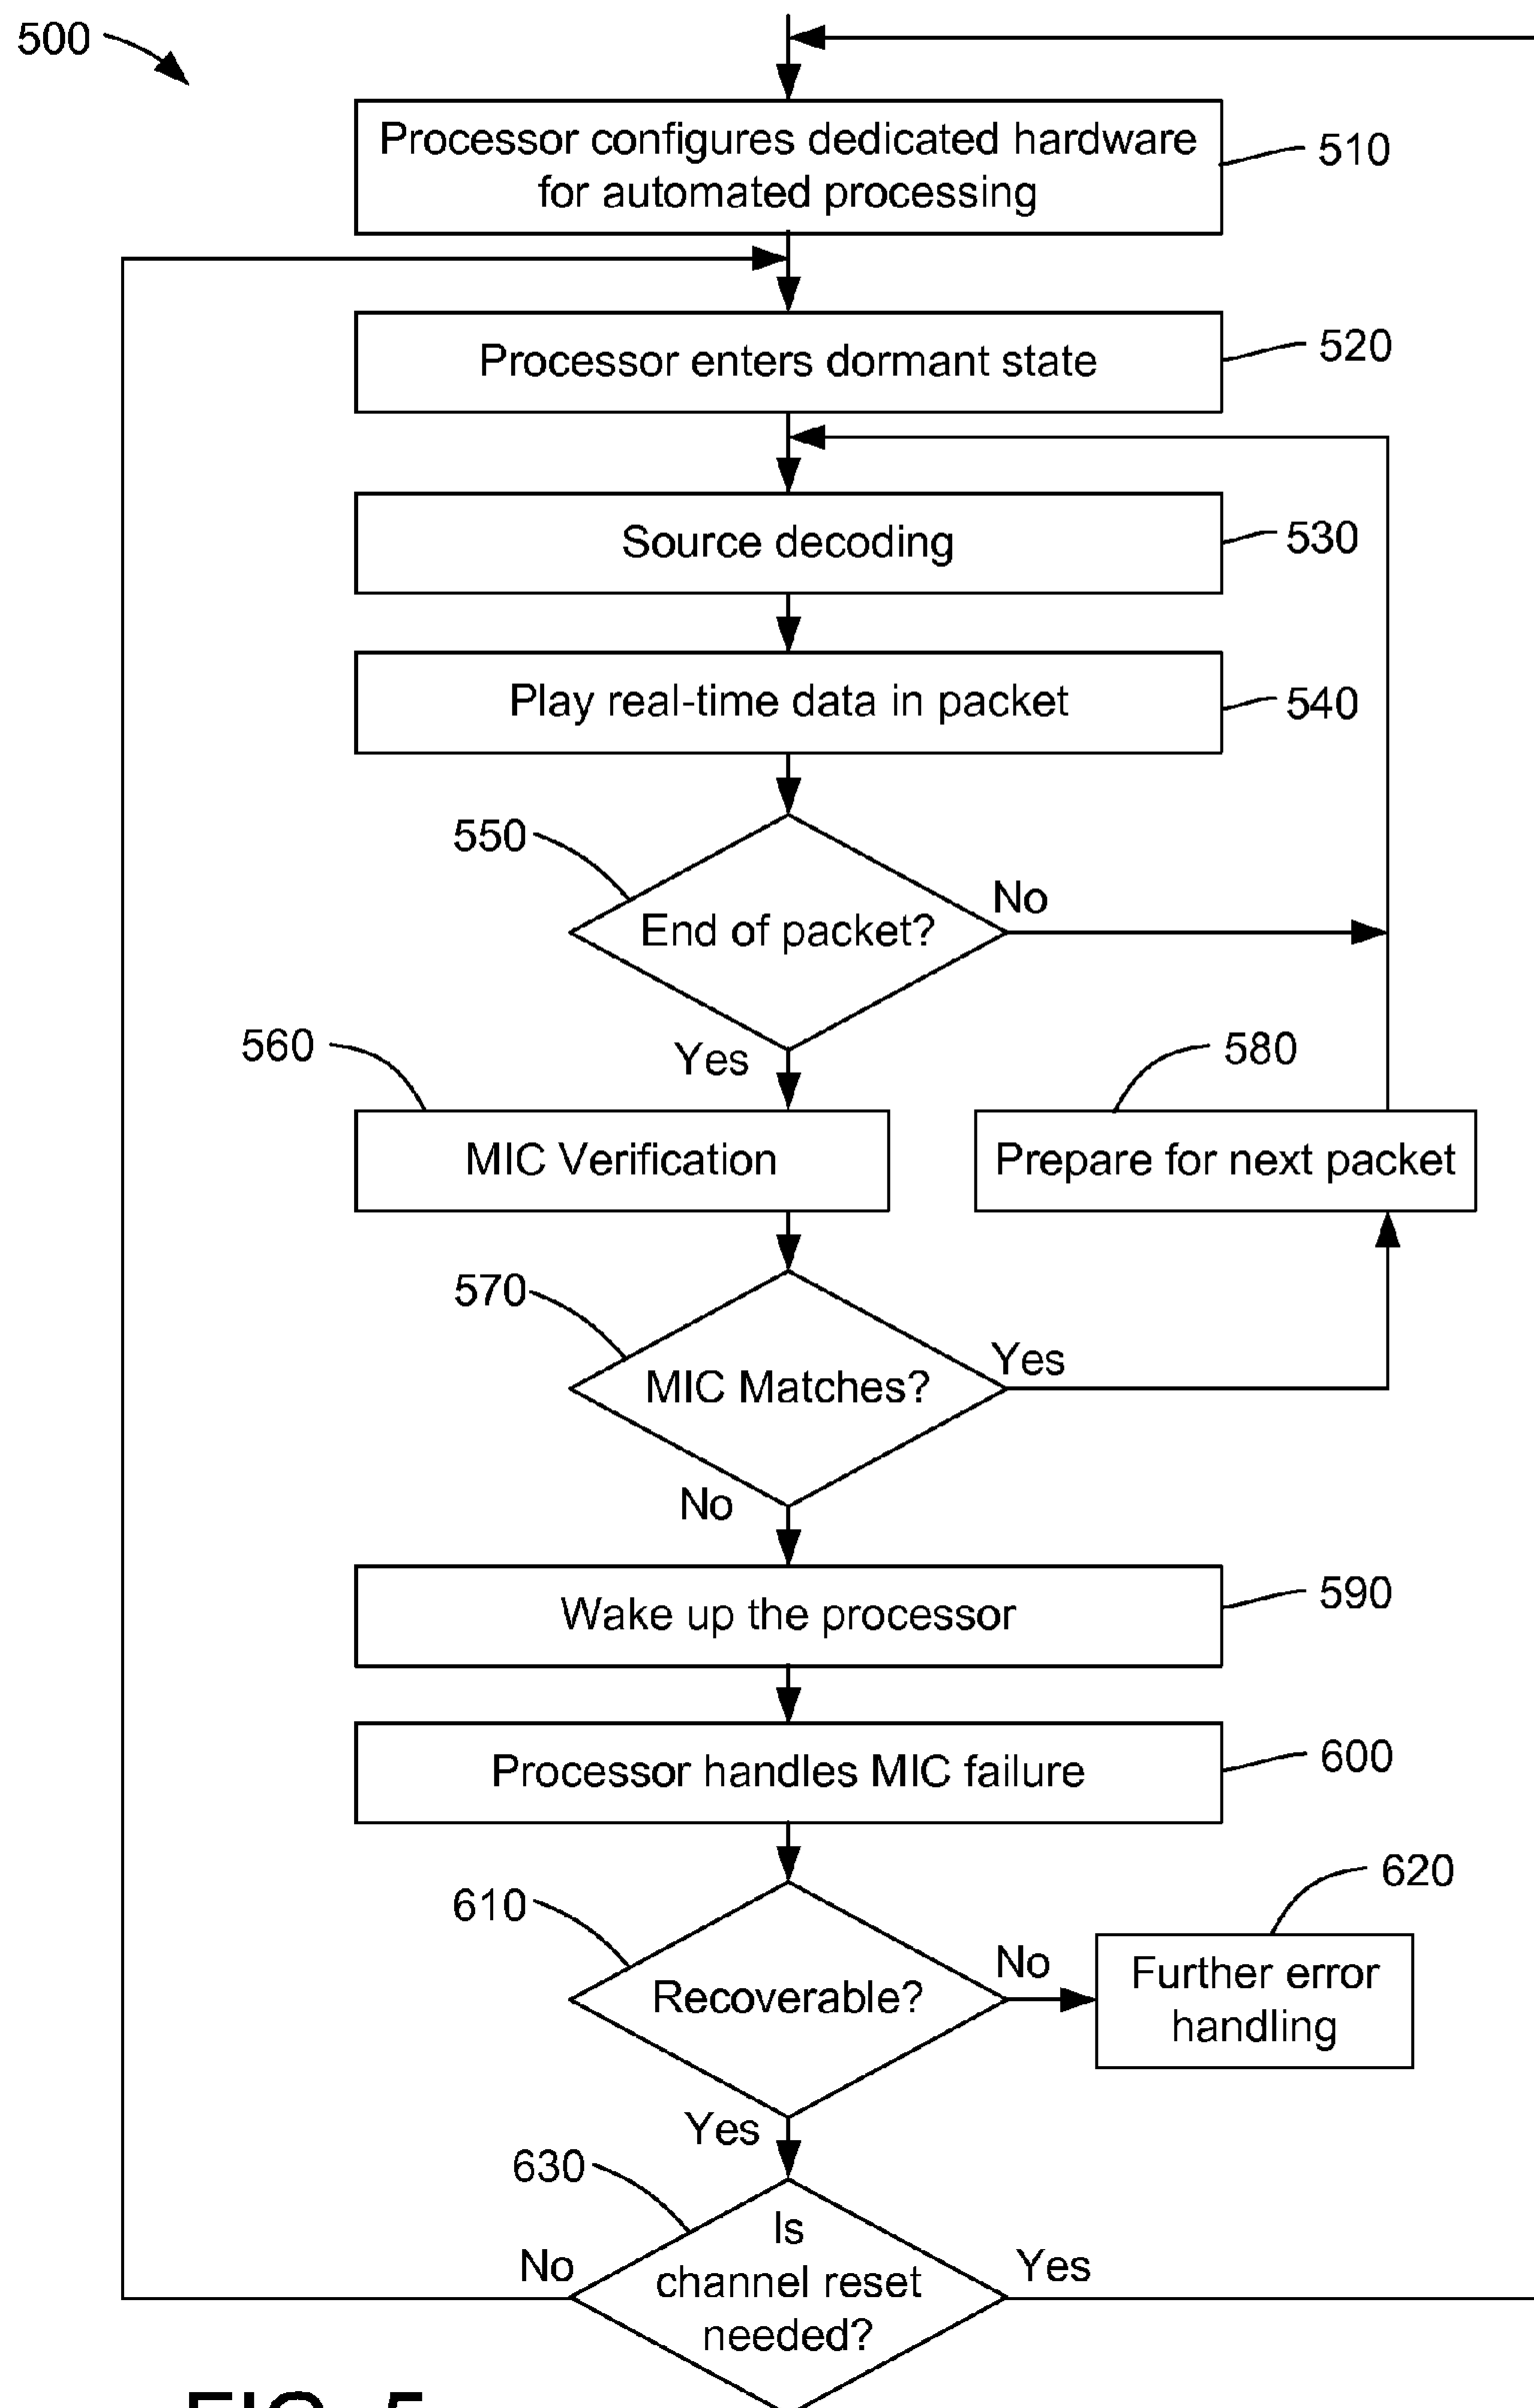 500
Processor configures dedicated hardware
for automated processing
510
Processor enters dormant state
520
Source decoding
530
Play real-time data in packet
540
550
End of packet?
No
Yes
560
MIC Verification
580
Prepare for next packet
570
MIC Matches?
Yes
No
Wake up the processor
590
Processor handles MIC failure
600
610
Recoverable?
No
620
Further error
handling
Yes
630
Is
channel reset
needed?
No
Yes
FIG. 5